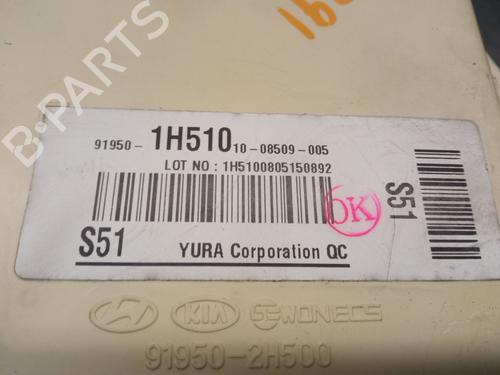 91950- 1H510 10-08509-005
LOT NO : 1H5100805150892
S51
YURA Corporation QC
OK
S51
KIA SEWONECS
91950-2H500
B-PARTS